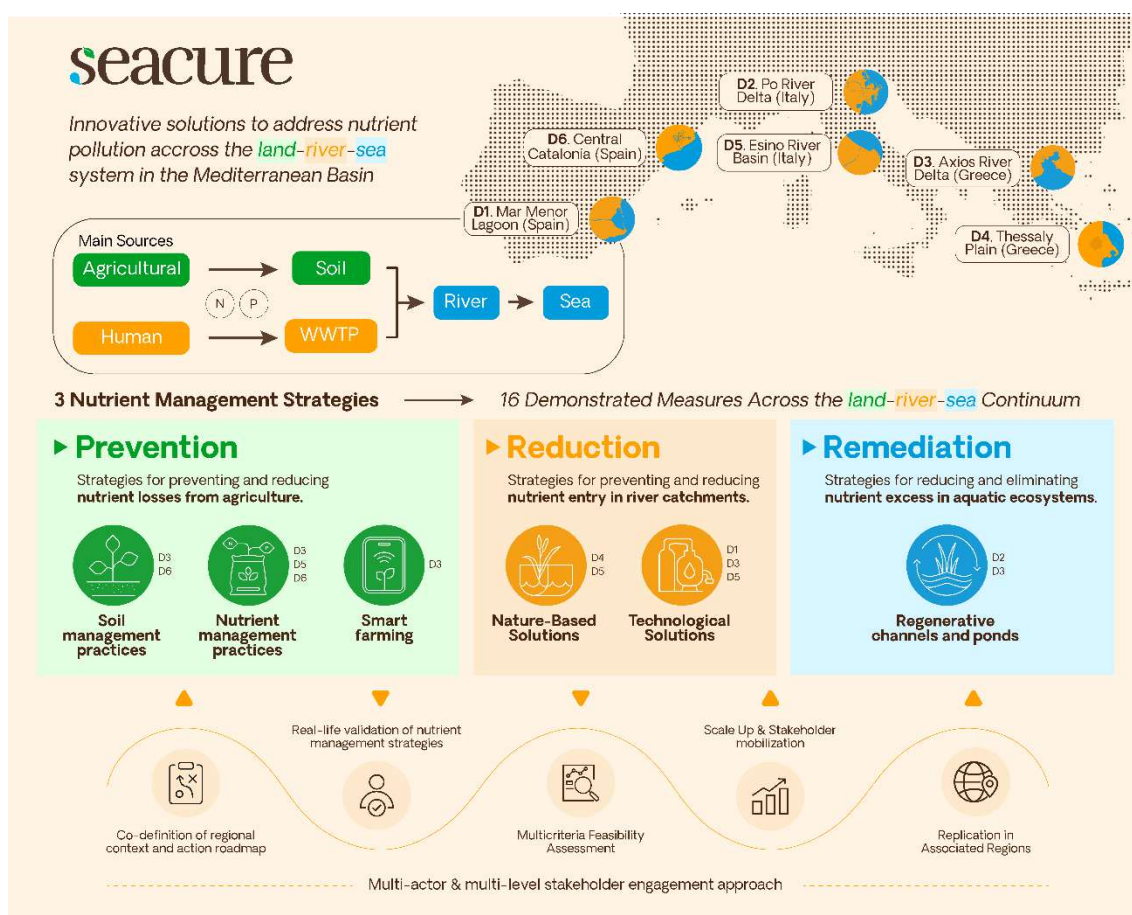 seacure
Innovative solutions to address nutrient
pollution accross the land-river-sea
system in the Mediterranean Basin
D2. Po River
Delta (Italy)
D6. Central
Catalonia (Spain)
D5. Esino River
Basin (Italy)
D3. Axios River
Delta (Greece)
D1. Mar Menor
Lagoon (Spain)
D4. Thessaly
Plain (Greece)
Main Sources
Agricultural
Soil
N
P
River
Sea
Human
WWTP
3 Nutrient Management Strategies
16 Demonstrated Measures Across the land-river-sea Continuum
Prevention
Strategies for preventing and reducing
nutrient losses from agriculture.
D3
D6
Soil
management
practices
N
P
D3
D5
D6
Nutrient
management
practices
D3
Smart
farming
Reduction
Strategies for preventing and reducing
nutrient entry in river catchments.
D4
D5
Nature-Based
Solutions
D1
D3
D5
Technological
Solutions
Remediation
Strategies for reducing and eliminating
nutrient excess in aquatic ecosystems.
D2
D3
Regenerative
channels and ponds
Co-definition of regional
context and action roadmap
Real-life validation of nutrient
management strategies
Multicriteria Feasibility
Assessment
Scale Up & Stakeholder
mobilization
Replication in
Associated Regions
Multi-actor & multi-level stakeholder engagement approach